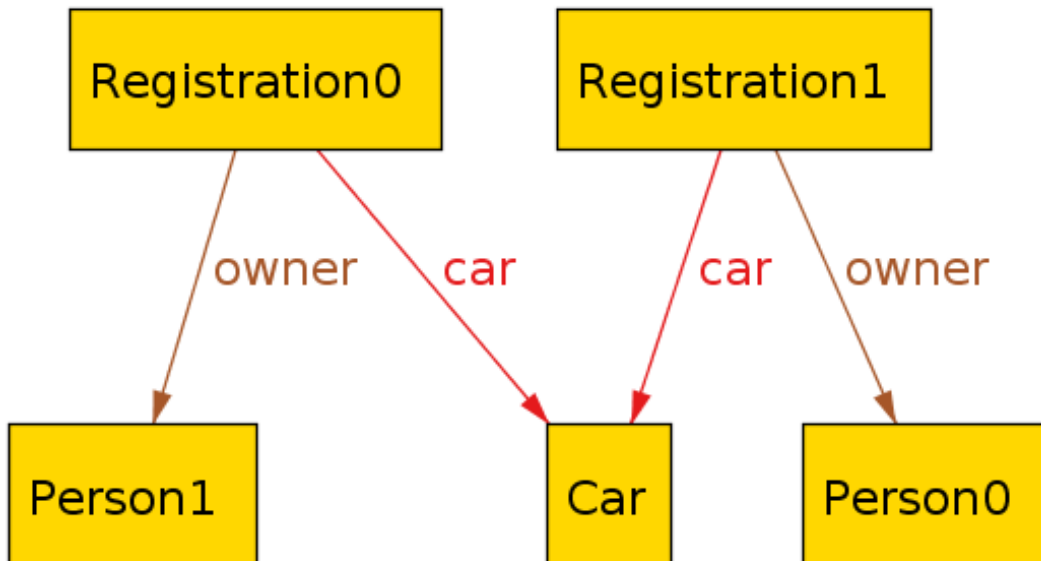 Registration0
Registration1
owner
car
car
owner
Person1
Car
Person0